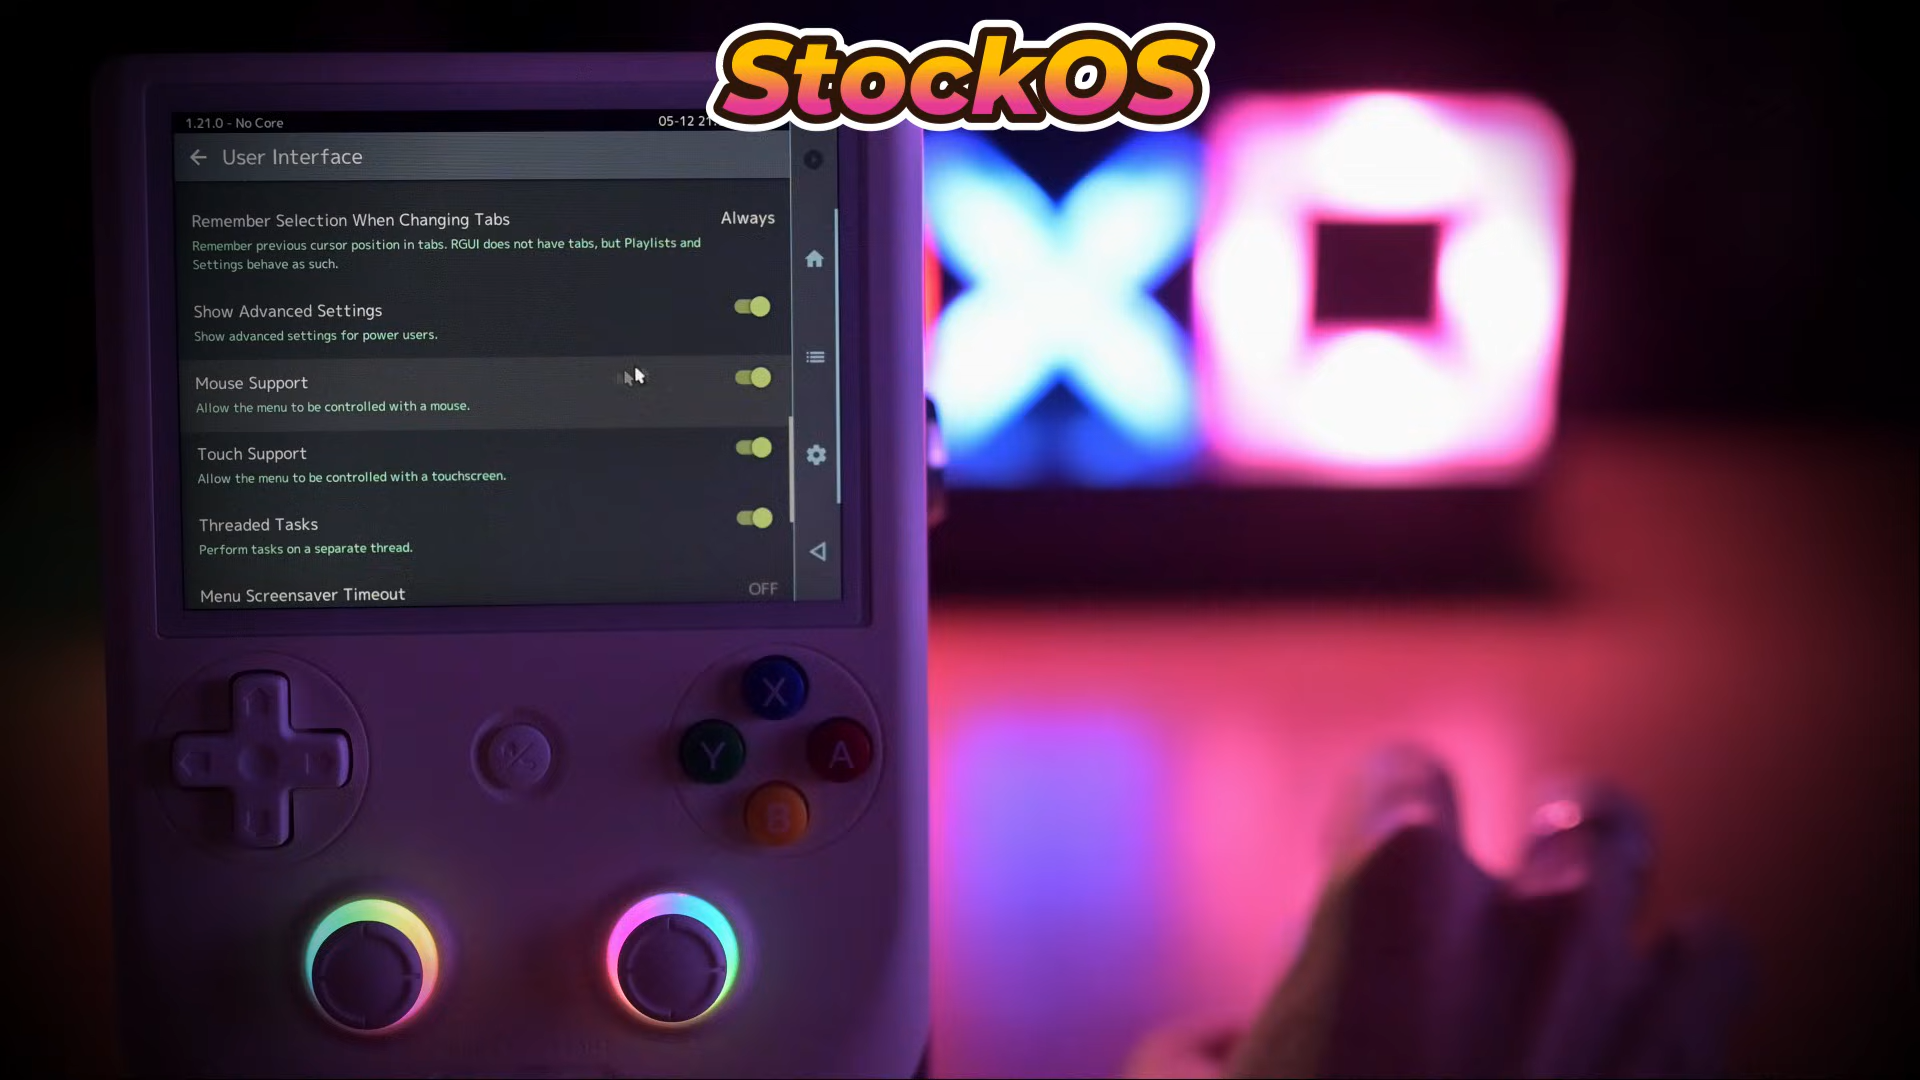 StockOS
1.21.0 - No Core
05-12 21
User Interface
Remember Selection When Changing Tabs
Always
Remember previous cursor position in tabs. RGUI does not have tabs, but Playlists and
Settings behave as such.
Show Advanced Settings
Show advanced settings for power users.
Mouse Support
Allow the menu to be controlled with a mouse.
Touch Support
Allow the menu to be controlled with a touchscreen.
Threaded Tasks
Perform tasks on a separate thread.
Menu Screensaver Timeout
OFF
X
Y
A
B